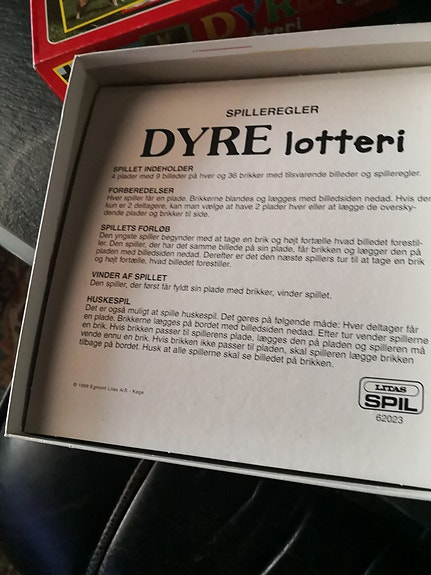 DYRE
lotteri
SPILLEREGLER
DYRE lotteri
SPILLET INDEHOLDER
4 plader med 9 billeder på hver og 36 brikker med tilsvarende billeder og spilleregler.
FORBEREDELSER
Hver spiller får en plade. Brikkerne blandes og lægges med billedsiden nedad. Hvis der
kun er 2 deltagere, kan man vælge at have 2 plader hver eller at lægge de oversky-
dende plader og brikker til side.
SPILLETS FORLØB
Den yngste spiller begynder med at tage en brik og højt fortælle hvad billedet forestil-
ler. Den spiller, der har det samme billede på sin plade, får brikken og lægger den på
pladen med billedsiden nedad. Derefter er det den næste spillers tur til at tage en brik
og højt fortælle, hvad billedet forestiller.
VINDER AF SPILLET
Den spiller, der først får fyldt sin plade med brikker, vinder spillet.
HUSKESPIL
Det er også muligt at spille huskespil. Det gøres på følgende måde: Hver deltager får
en plade. Brikkerne lægges på bordet med billedsiden nedad. Efter tur vender spillerne
en brik. Hvis brikken passer til spillerens plade, lægges den på pladen og spilleren må
vende ennu en brik. Hvis brikken ikke passer til pladen, skal spilleren lægge brikken
tilbage på bordet. Husk at alle spillerne skal se billedet på brikken.
© 1989 Egmont Litas A/S - Køge
LITAS
SPIL
62023